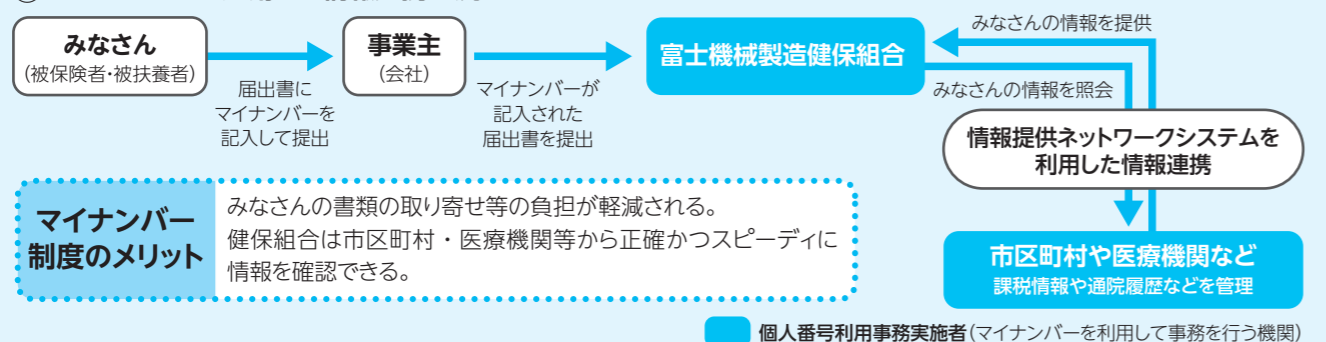 みなさん
(被保険者・被扶養者)
届出書に
マイナンバーを
記入して提出
事業主
(会社)
マイナンバーが
記入された
届出書を提出
富士機械製造健保組合
みなさんの情報を提供
みなさんの情報を照会
情報提供ネットワークシステムを
利用した情報連携
市区町村や医療機関など
課税情報や通院履歴などを管理
マイナンバー
制度のメリット
みなさんの書類の取り寄せ等の負担が軽減される。
健保組合は市区町村・医療機関等から正確かつスピーディに
情報を確認できる。
個人番号利用事務実施者(マイナンバーを利用して事務を行う機関)